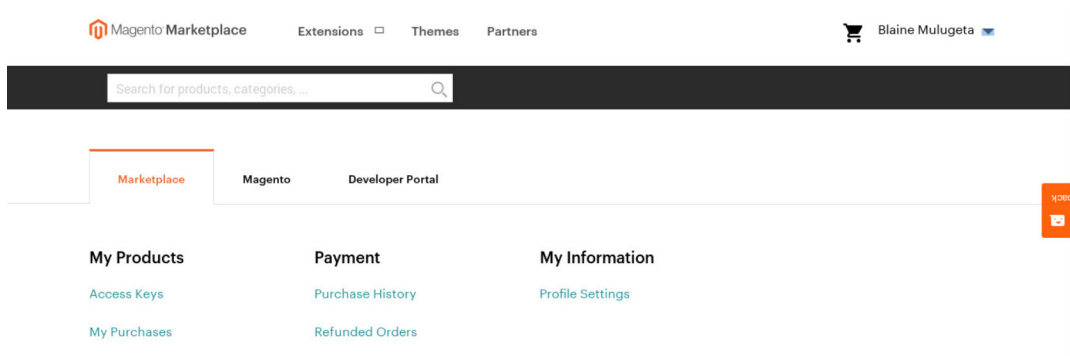 Magento Marketplace Extensions Themes Partners Blaine Mulugeta
Search for products, categories, ...
Marketplace Magento Developer Portal
My Products Payment My Information
Access Keys Purchase History Profile Settings
My Purchases Refunded Orders